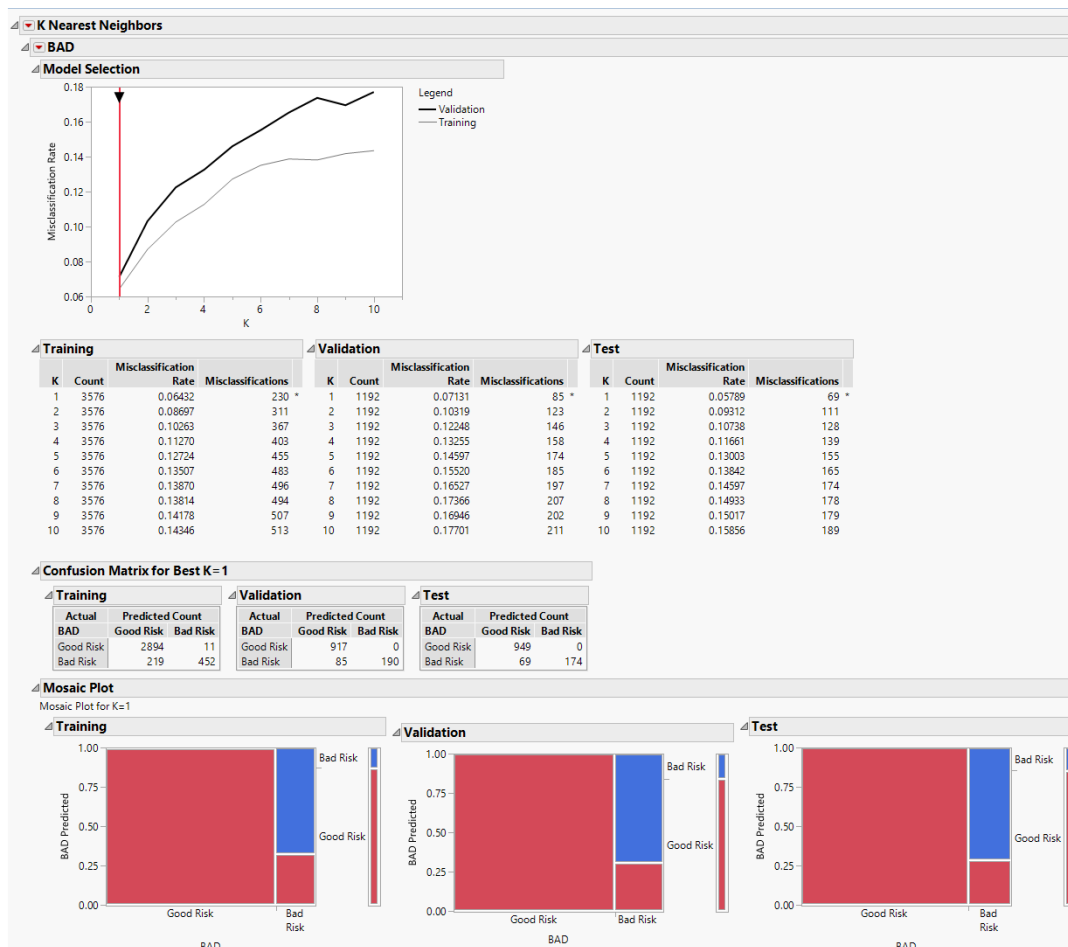 K Nearest Neighbors
BAD
Model Selection
0.18
0.16
0.14
0.12
0.10
0.08
0.06
Misclassification Rate
0 2 4 6 8 10
K
Legend
Validation
Training
Training
Misclassification
K Count Rate Misclassifications
1 3576 0.06432 230 *
2 3576 0.08697 311
3 3576 0.10263 367
4 3576 0.11270 403
5 3576 0.12724 455
6 3576 0.13507 483
7 3576 0.13870 496
8 3576 0.13814 494
9 3576 0.14178 507
10 3576 0.14346 513
Validation
Misclassification
K Count Rate Misclassifications
1 1192 0.07131 85 *
2 1192 0.10319 123
3 1192 0.12248 146
4 1192 0.13255 158
5 1192 0.14597 174
6 1192 0.15520 185
7 1192 0.16527 197
8 1192 0.17366 207
9 1192 0.16946 202
10 1192 0.17701 211
Test
Misclassification
K Count Rate Misclassifications
1 1192 0.05789 69 *
2 1192 0.09312 111
3 1192 0.10738 128
4 1192 0.11661 139
5 1192 0.13003 155
6 1192 0.13842 165
7 1192 0.14597 174
8 1192 0.14933 178
9 1192 0.15017 179
10 1192 0.15856 189
Confusion Matrix for Best K=1
Training
Actual Predicted Count
BAD Good Risk Bad Risk
Good Risk 2894 11
Bad Risk 219 452
Validation
Actual Predicted Count
BAD Good Risk Bad Risk
Good Risk 917 0
Bad Risk 85 190
Test
Actual Predicted Count
BAD Good Risk Bad Risk
Good Risk 949 0
Bad Risk 69 174
Mosaic Plot
Mosaic Plot for K=1
Training
1.00
0.75
0.50
0.25
0.00
BAD Predicted
Bad Risk
Good Risk
Good Risk Bad
Risk
BAD
Validation
1.00
0.75
0.50
0.25
0.00
BAD Predicted
Bad Risk
Good Risk
Good Risk Bad Risk
BAD
Test
1.00
0.75
0.50
0.25
0.00
BAD Predicted
Bad Risk
Good Risk
Good Risk Bad
Risk
BAD